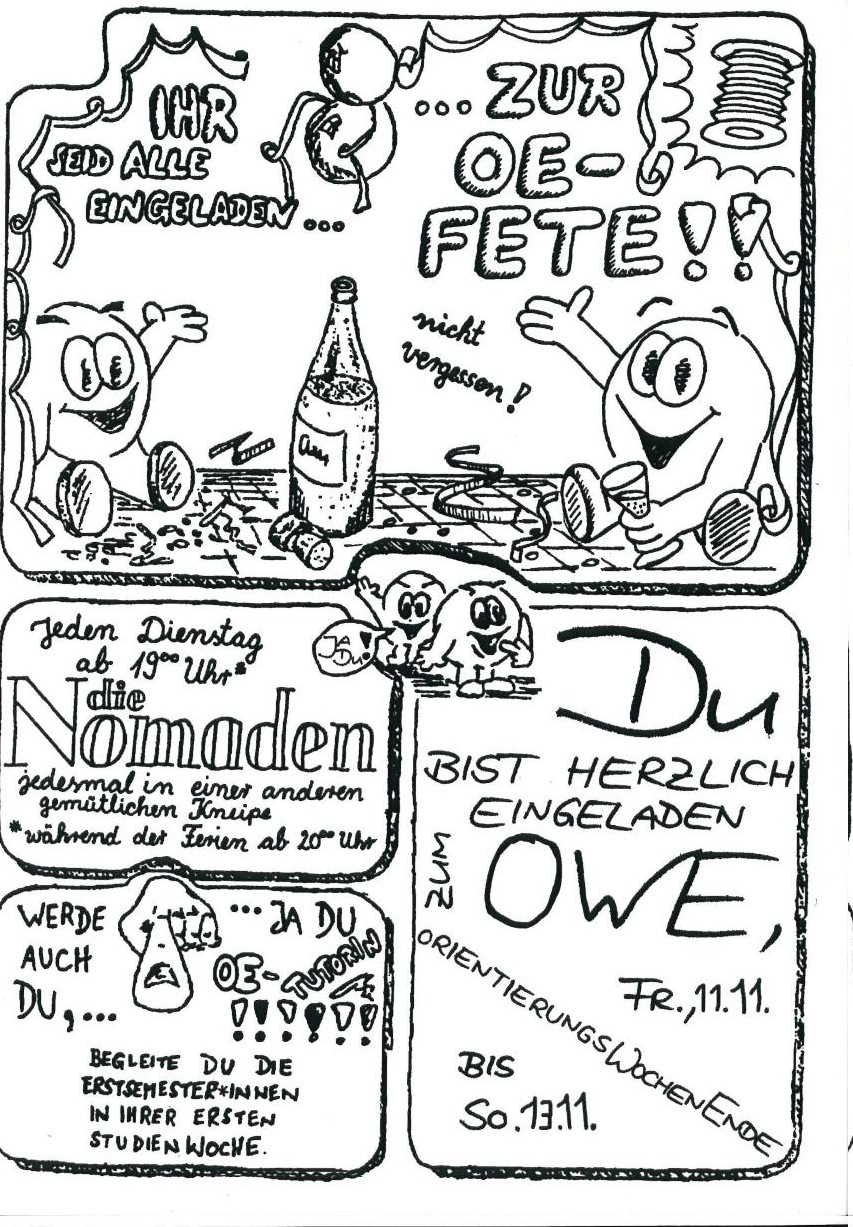 IHR
SEID ALLE
EINGELADEN...
...ZUR
OE-
FETE!!
nicht
vergessen!
JA
DU!
Jeden Dienstag
ab 19⁰⁰ Uhr*
die
Nomaden
jedesmal in einer anderen
gemütlichen Kneipe
*während der Ferien ab 20⁰⁰ Uhr
WERDE
AUCH
DU,...
...JA DU
OE-TUTORIN
!!!!!!
BEGLEITE DU DIE
ERSTSEMESTER*INNEN
IN IHRER ERSTEN
STUDIENWOCHE.
DU
BIST HERZLICH
EINGELADEN
ZUM
OWE,
ORIENTIERUNGSWOCHENENDE
FR.,11.11.
BIS
So.13.11.